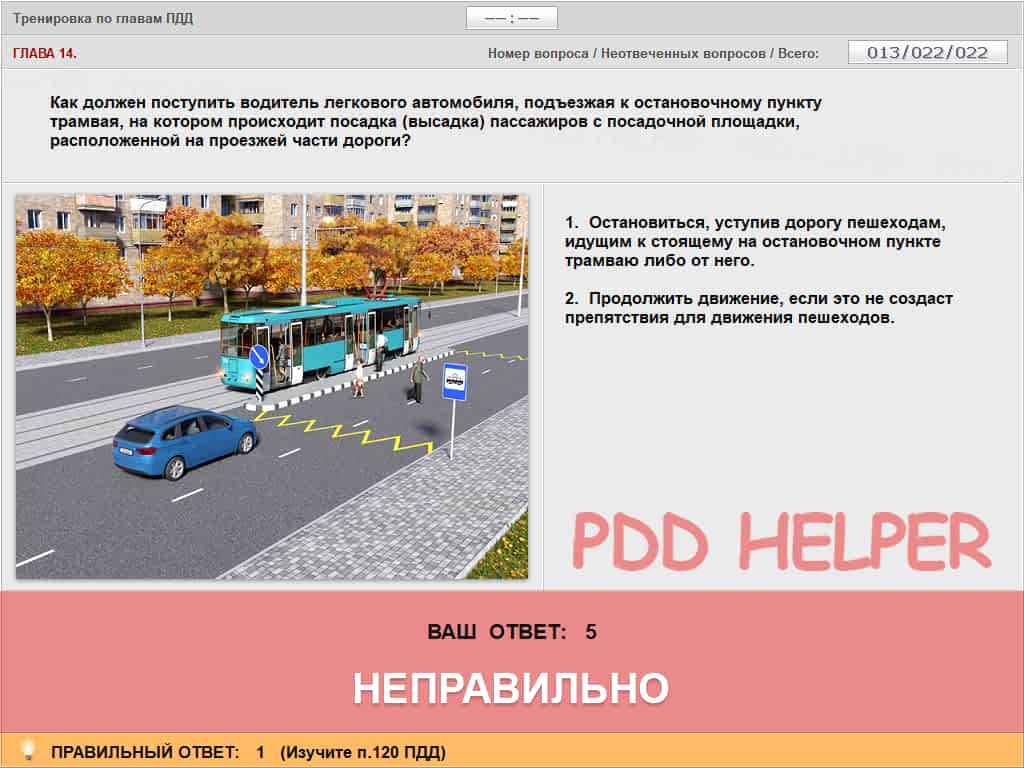 Тренировка по главам ПДД
–– : ––
ГЛАВА 14.
Номер вопроса / Неотвеченных вопросов / Всего:
013/022/022
Как должен поступить водитель легкового автомобиля, подъезжая к остановочному пункту
трамвая, на котором происходит посадка (высадка) пассажиров с посадочной площадки,
расположенной на проезжей части дороги?
1. Остановиться, уступив дорогу пешеходам,
идущим к стоящему на остановочном пункте
трамваю либо от него.
2. Продолжить движение, если это не создаст
препятствия для движения пешеходов.
PDD HELPER
ВАШ ОТВЕТ: 5
НЕПРАВИЛЬНО
ПРАВИЛЬНЫЙ ОТВЕТ: 1 (Изучите п.120 ПДД)